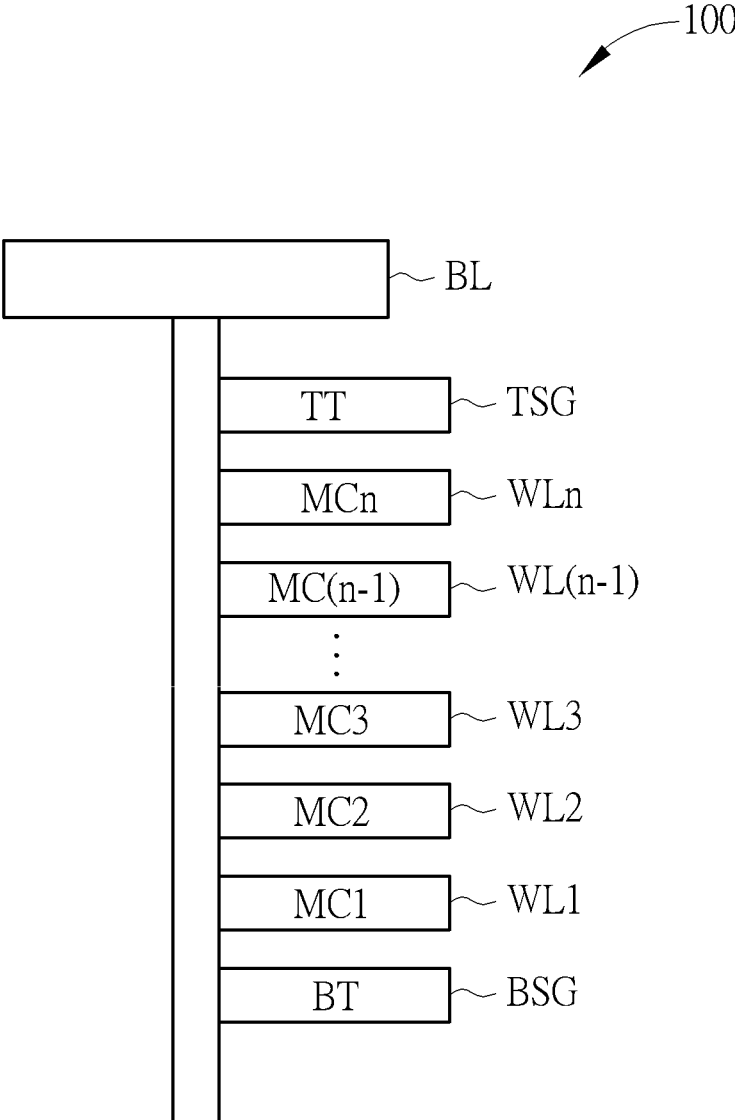 100
BL
TT TSG
MCn WLn
MC(n-1) WL(n-1)
MC3 WL3
MC2 WL2
MC1 WL1
BT BSG